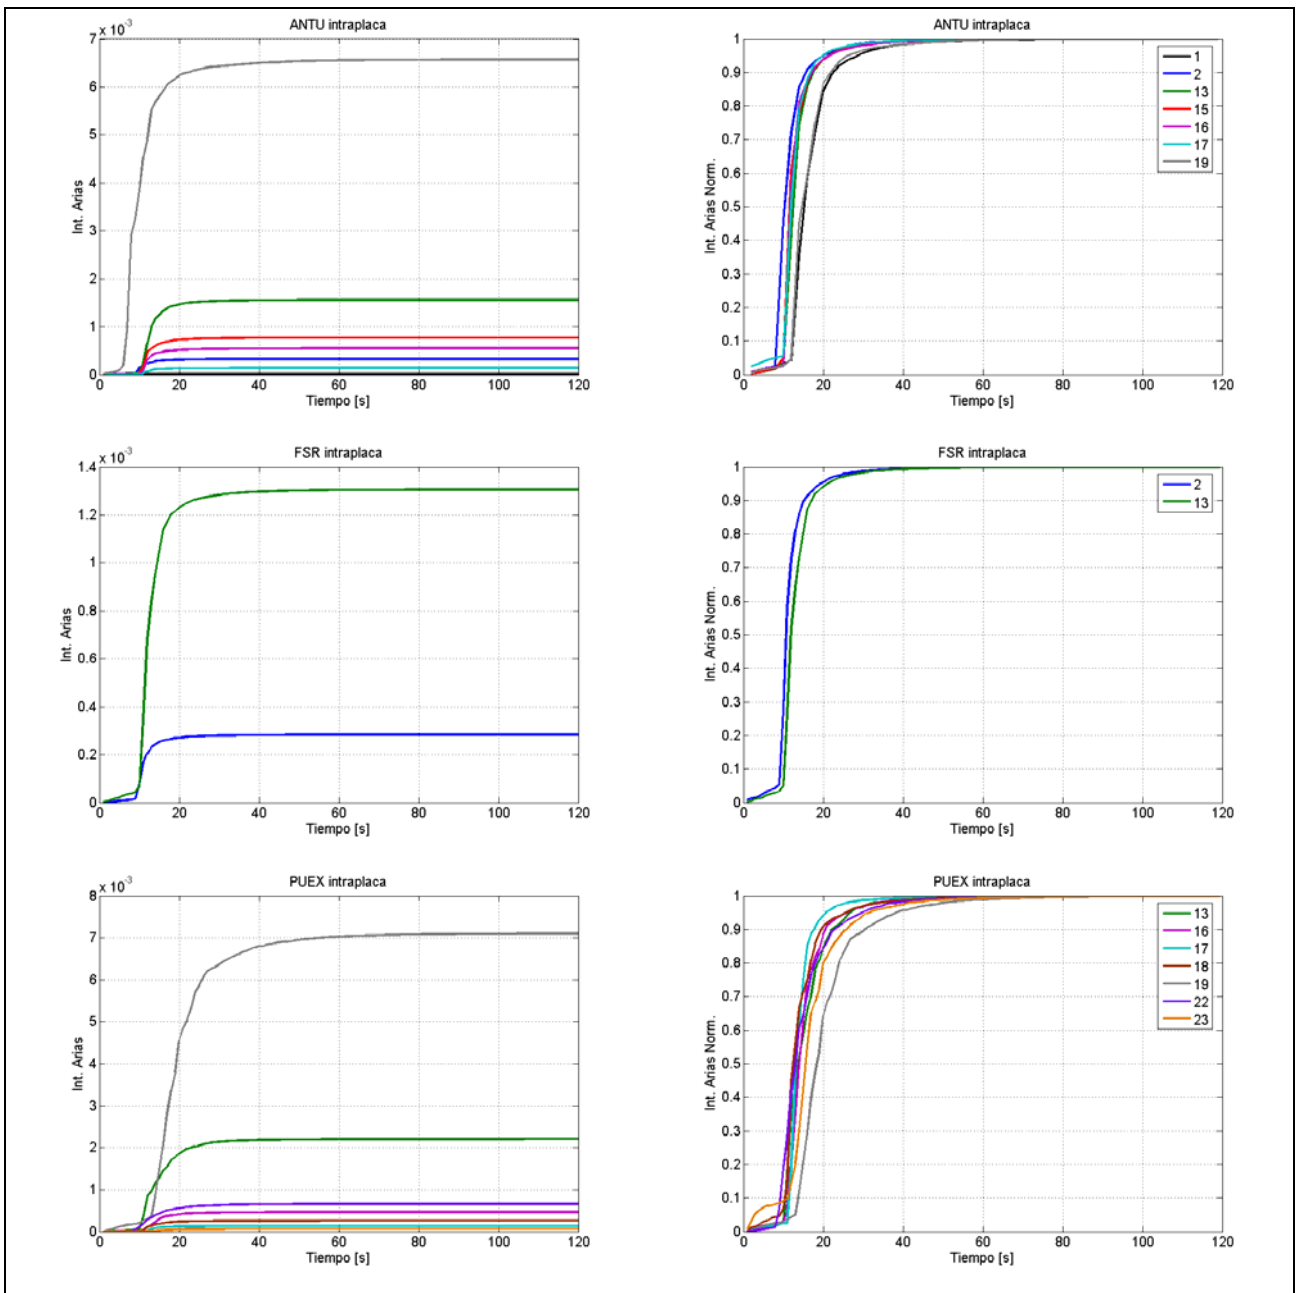 ANTU intraplaca
x 10^-3
7
6
5
4
3
2
1
0
0 20 40 60 80 100 120
Int. Arias
Tiempo [s]
ANTU intraplaca
1
0.9
0.8
0.7
0.6
0.5
0.4
0.3
0.2
0.1
0
0 20 40 60 80 100 120
Int. Arias Norm.
Tiempo [s]
1
2
13
15
16
17
19
FSR intraplaca
x 10^-3
1.4
1.2
1
0.8
0.6
0.4
0.2
0
0 20 40 60 80 100 120
Int. Arias
Tiempo [s]
FSR intraplaca
1
0.9
0.8
0.7
0.6
0.5
0.4
0.3
0.2
0.1
0
0 20 40 60 80 100 120
Int. Arias Norm.
Tiempo [s]
2
13
PUEX intraplaca
x 10^-3
8
7
6
5
4
3
2
1
0
0 20 40 60 80 100 120
Int. Arias
Tiempo [s]
PUEX intraplaca
1
0.9
0.8
0.7
0.6
0.5
0.4
0.3
0.2
0.1
0
0 20 40 60 80 100 120
Int. Arias Norm.
Tiempo [s]
13
16
17
18
19
22
23